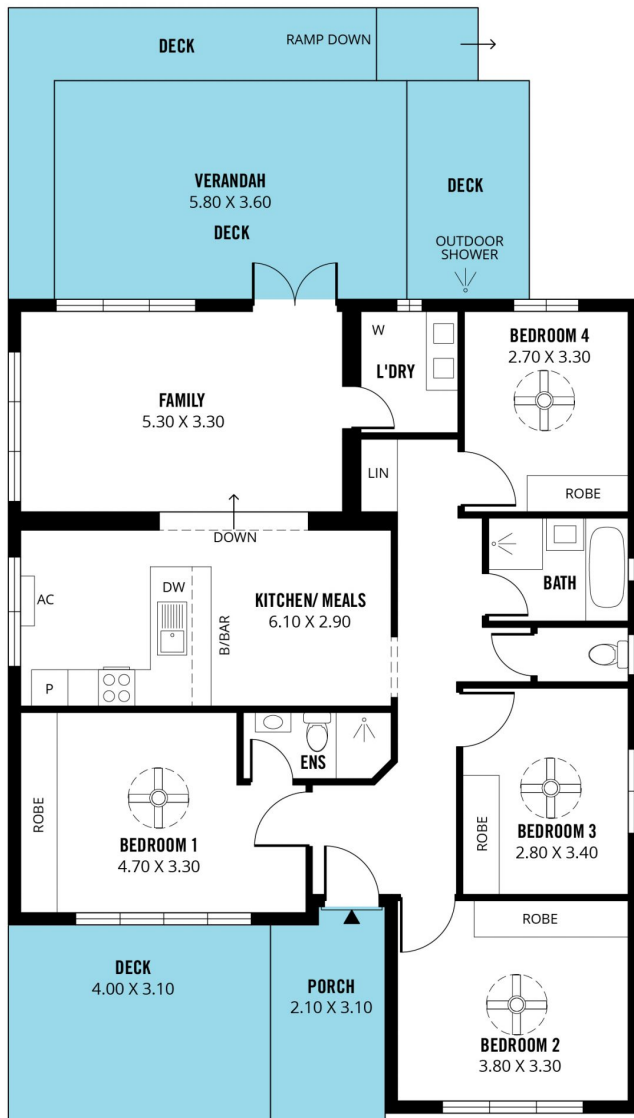 DECK
RAMP DOWN
VERANDAH
5.80 X 3.60
DECK
DECK
OUTDOOR
SHOWER
W
L'DRY
BEDROOM 4
2.70 X 3.30
FAMILY
5.30 X 3.30
LIN
ROBE
DOWN
AC
DW
KITCHEN/ MEALS
6.10 X 2.90
B/BAR
BATH
P
ENS
ROBE
BEDROOM 1
4.70 X 3.30
ROBE
BEDROOM 3
2.80 X 3.40
ROBE
DECK
4.00 X 3.10
PORCH
2.10 X 3.10
BEDROOM 2
3.80 X 3.30